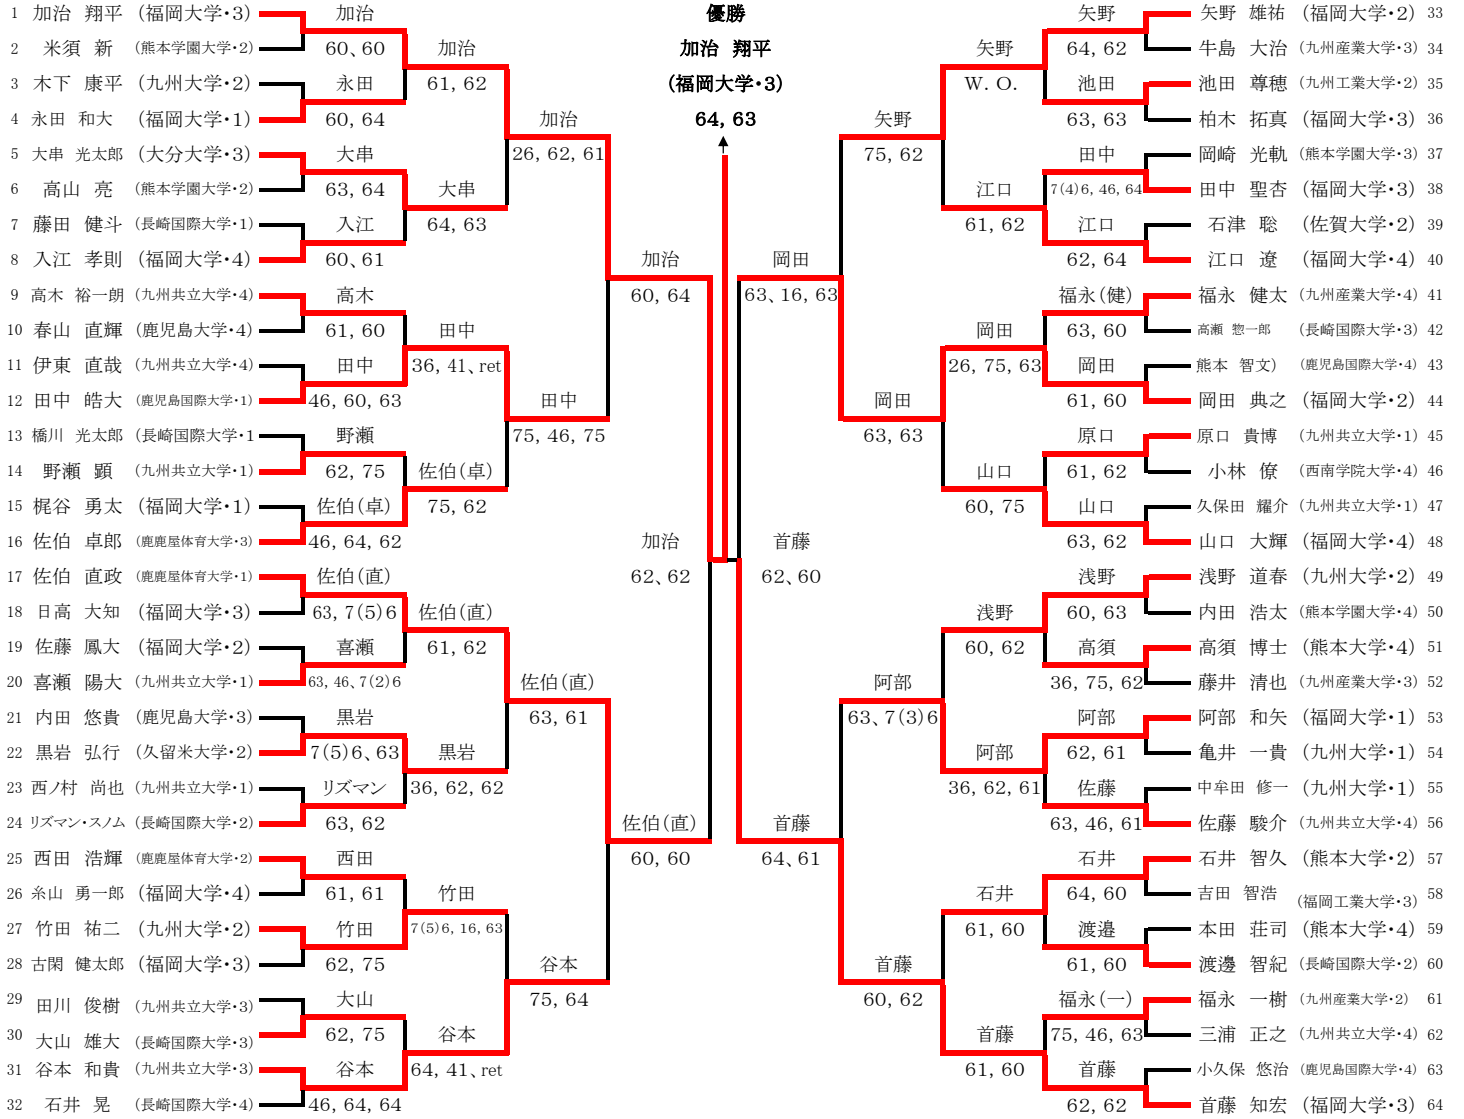 優勝
加治 翔平
(福岡大学・3)
64, 63
1 加治 翔平 (福岡大学・3)
2 米須 新 (熊本学園大学・2)
3 木下 康平 (九州大学・2)
4 永田 和大 (福岡大学・1)
5 大串 光太郎 (大分大学・3)
6 高山 亮 (熊本学園大学・2)
7 藤田 健斗 (長崎国際大学・1)
8 入江 孝則 (福岡大学・4)
9 高木 裕一朗 (九州共立大学・4)
10 春山 直輝 (鹿児島大学・4)
11 伊東 直哉 (九州共立大学・4)
12 田中 皓大 (鹿児島国際大学・1)
13 橋川 光太郎 (長崎国際大学・1
14 野瀬 顕 (九州共立大学・1)
15 梶谷 勇太 (福岡大学・1)
16 佐伯 卓郎 (鹿鹿屋体育大学・3)
17 佐伯 直政 (鹿鹿屋体育大学・1)
18 日高 大知 (福岡大学・3)
19 佐藤 鳳大 (福岡大学・2)
20 喜瀬 陽大 (九州共立大学・1)
21 内田 悠貴 (鹿児島大学・3)
22 黒岩 弘行 (久留米大学・2)
23 西ノ村 尚也 (九州共立大学・1)
24 リズマン・スノム (長崎国際大学・2)
25 西田 浩輝 (鹿鹿屋体育大学・2)
26 糸山 勇一郎 (福岡大学・4)
27 竹田 祐二 (九州大学・2)
28 古閑 健太郎 (福岡大学・3)
29 田川 俊樹 (九州共立大学・3)
30 大山 雄大 (長崎国際大学・3)
31 谷本 和貴 (九州共立大学・3)
32 石井 晃 (長崎国際大学・4)
加治
60、60
永田
60, 64
大串
63, 64
入江
60, 61
高木
61, 60
田中
46, 60, 63
野瀬
62, 75
佐伯(卓)
46, 64, 62
佐伯(直)
63, 7(5)6
喜瀬
63, 46, 7(2)6
黒岩
7(5)6、63
リズマン
63, 62
西田
61, 61
竹田
62, 75
大山
62, 75
谷本
46, 64, 64
加治
61, 62
大串
64, 63
田中
36, 41、ret
佐伯(卓)
75, 62
佐伯(直)
61, 62
黒岩
36, 62, 62
竹田
7(5)6, 16, 63
谷本
64, 41、ret
加治
26, 62, 61
田中
75, 46, 75
佐伯(直)
63, 61
谷本
75, 64
加治
60, 64
佐伯(直)
60, 60
加治
62、62
首藤
62、60
岡田
63、16, 63
首藤
64、61
矢野
75, 62
岡田
63, 63
阿部
63、7(3)6
首藤
60, 62
矢野
W. O.
江口
61, 62
岡田
26, 75, 63
山口
60, 75
浅野
60, 62
阿部
36, 62, 61
石井
61, 60
首藤
61, 60
矢野
64, 62
池田
63, 63
田中
7(4)6, 46, 64
江口
62, 64
福永(健)
63, 60
岡田
61, 60
原口
61, 62
山口
63, 62
浅野
60, 63
高須
36, 75, 62
阿部
62, 61
佐藤
63, 46, 61
石井
64, 60
渡邉
61, 60
福永(一)
75, 46, 63
首藤
62, 62
矢野 雄祐 (福岡大学・2) 33
牛島 大治 (九州産業大学・3) 34
池田 尊穂 (九州工業大学・2) 35
柏木 拓真 (福岡大学・3) 36
岡崎 光軌 (熊本学園大学・3) 37
田中 聖杏 (福岡大学・3) 38
石津 聡 (佐賀大学・2) 39
江口 遼 (福岡大学・4) 40
福永 健太 (九州産業大学・4) 41
高瀬 惣一郎 (長崎国際大学・3) 42
熊本 智文) (鹿児島国際大学・4) 43
岡田 典之 (福岡大学・2) 44
原口 貴博 (九州共立大学・1) 45
小林 僚 (西南学院大学・4) 46
久保田 耀介 (九州共立大学・1) 47
山口 大輝 (福岡大学・4) 48
浅野 道春 (九州大学・2) 49
内田 浩太 (熊本学園大学・4) 50
高須 博士 (熊本大学・4) 51
藤井 清也 (九州産業大学・3) 52
阿部 和矢 (福岡大学・1) 53
亀井 一貴 (九州大学・1) 54
中牟田 修一 (九州大学・1) 55
佐藤 駿介 (九州共立大学・4) 56
石井 智久 (熊本大学・2) 57
吉田 智浩 (福岡工業大学・3) 58
本田 荘司 (熊本大学・4) 59
渡邊 智紀 (長崎国際大学・2) 60
福永 一樹 (九州産業大学・2) 61
三浦 正之 (九州共立大学・4) 62
小久保 悠治 (鹿児島国際大学・4) 63
首藤 知宏 (福岡大学・3) 64